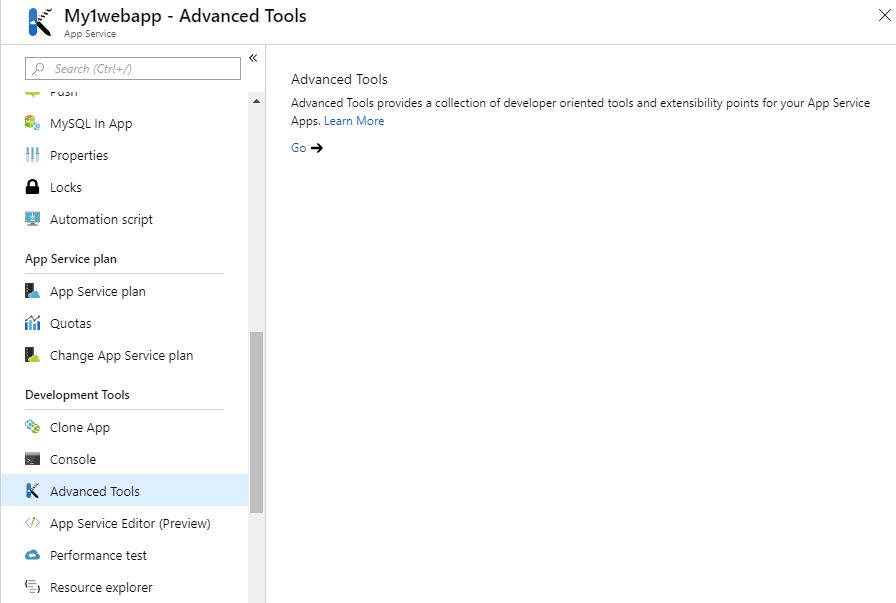 My1webapp - Advanced Tools
App Service
Search (Ctrl+/)
Push
MySQL In App
Properties
Locks
Automation script
App Service plan
App Service plan
Quotas
Change App Service plan
Development Tools
Clone App
Console
Advanced Tools
App Service Editor (Preview)
Performance test
Resource explorer
Advanced Tools
Advanced Tools provides a collection of developer oriented tools and extensibility points for your App Service
Apps. Learn More
Go